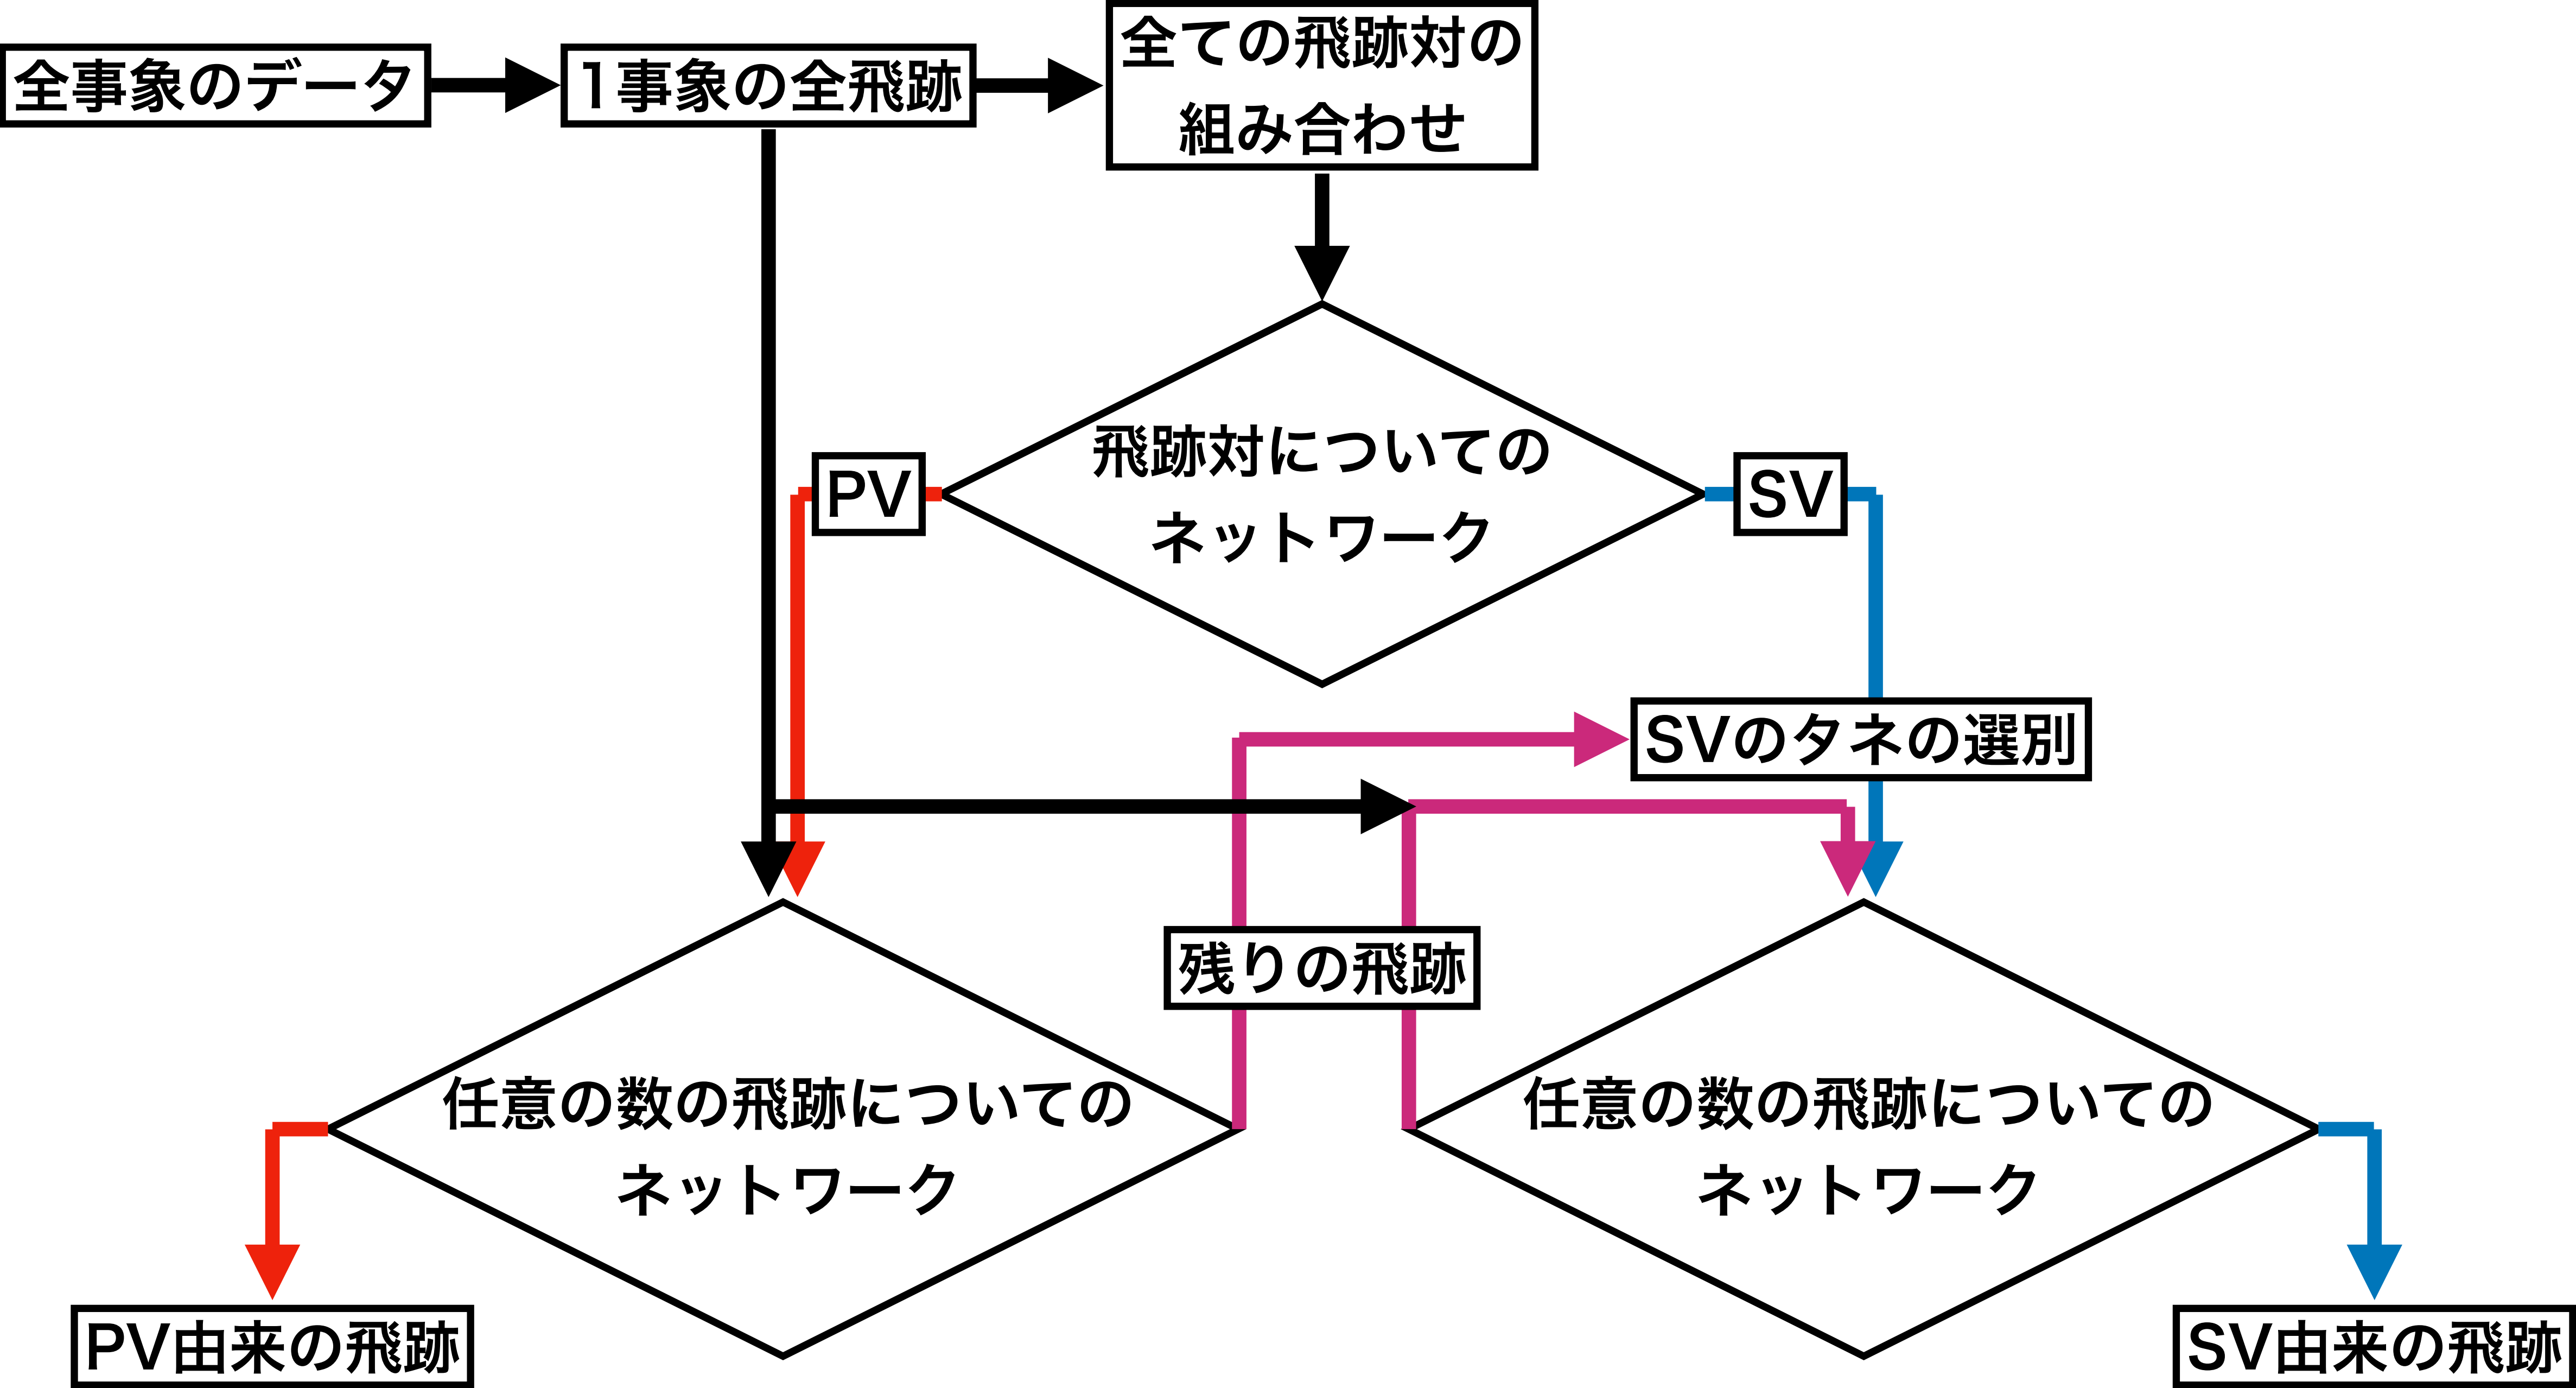 全事象のデータ
1事象の全飛跡
全ての飛跡対の
組み合わせ
飛跡対についての
ネットワーク
PV
SV
SVのタネの選別
残りの飛跡
任意の数の飛跡についての
ネットワーク
任意の数の飛跡についての
ネットワーク
PV由来の飛跡
SV由来の飛跡